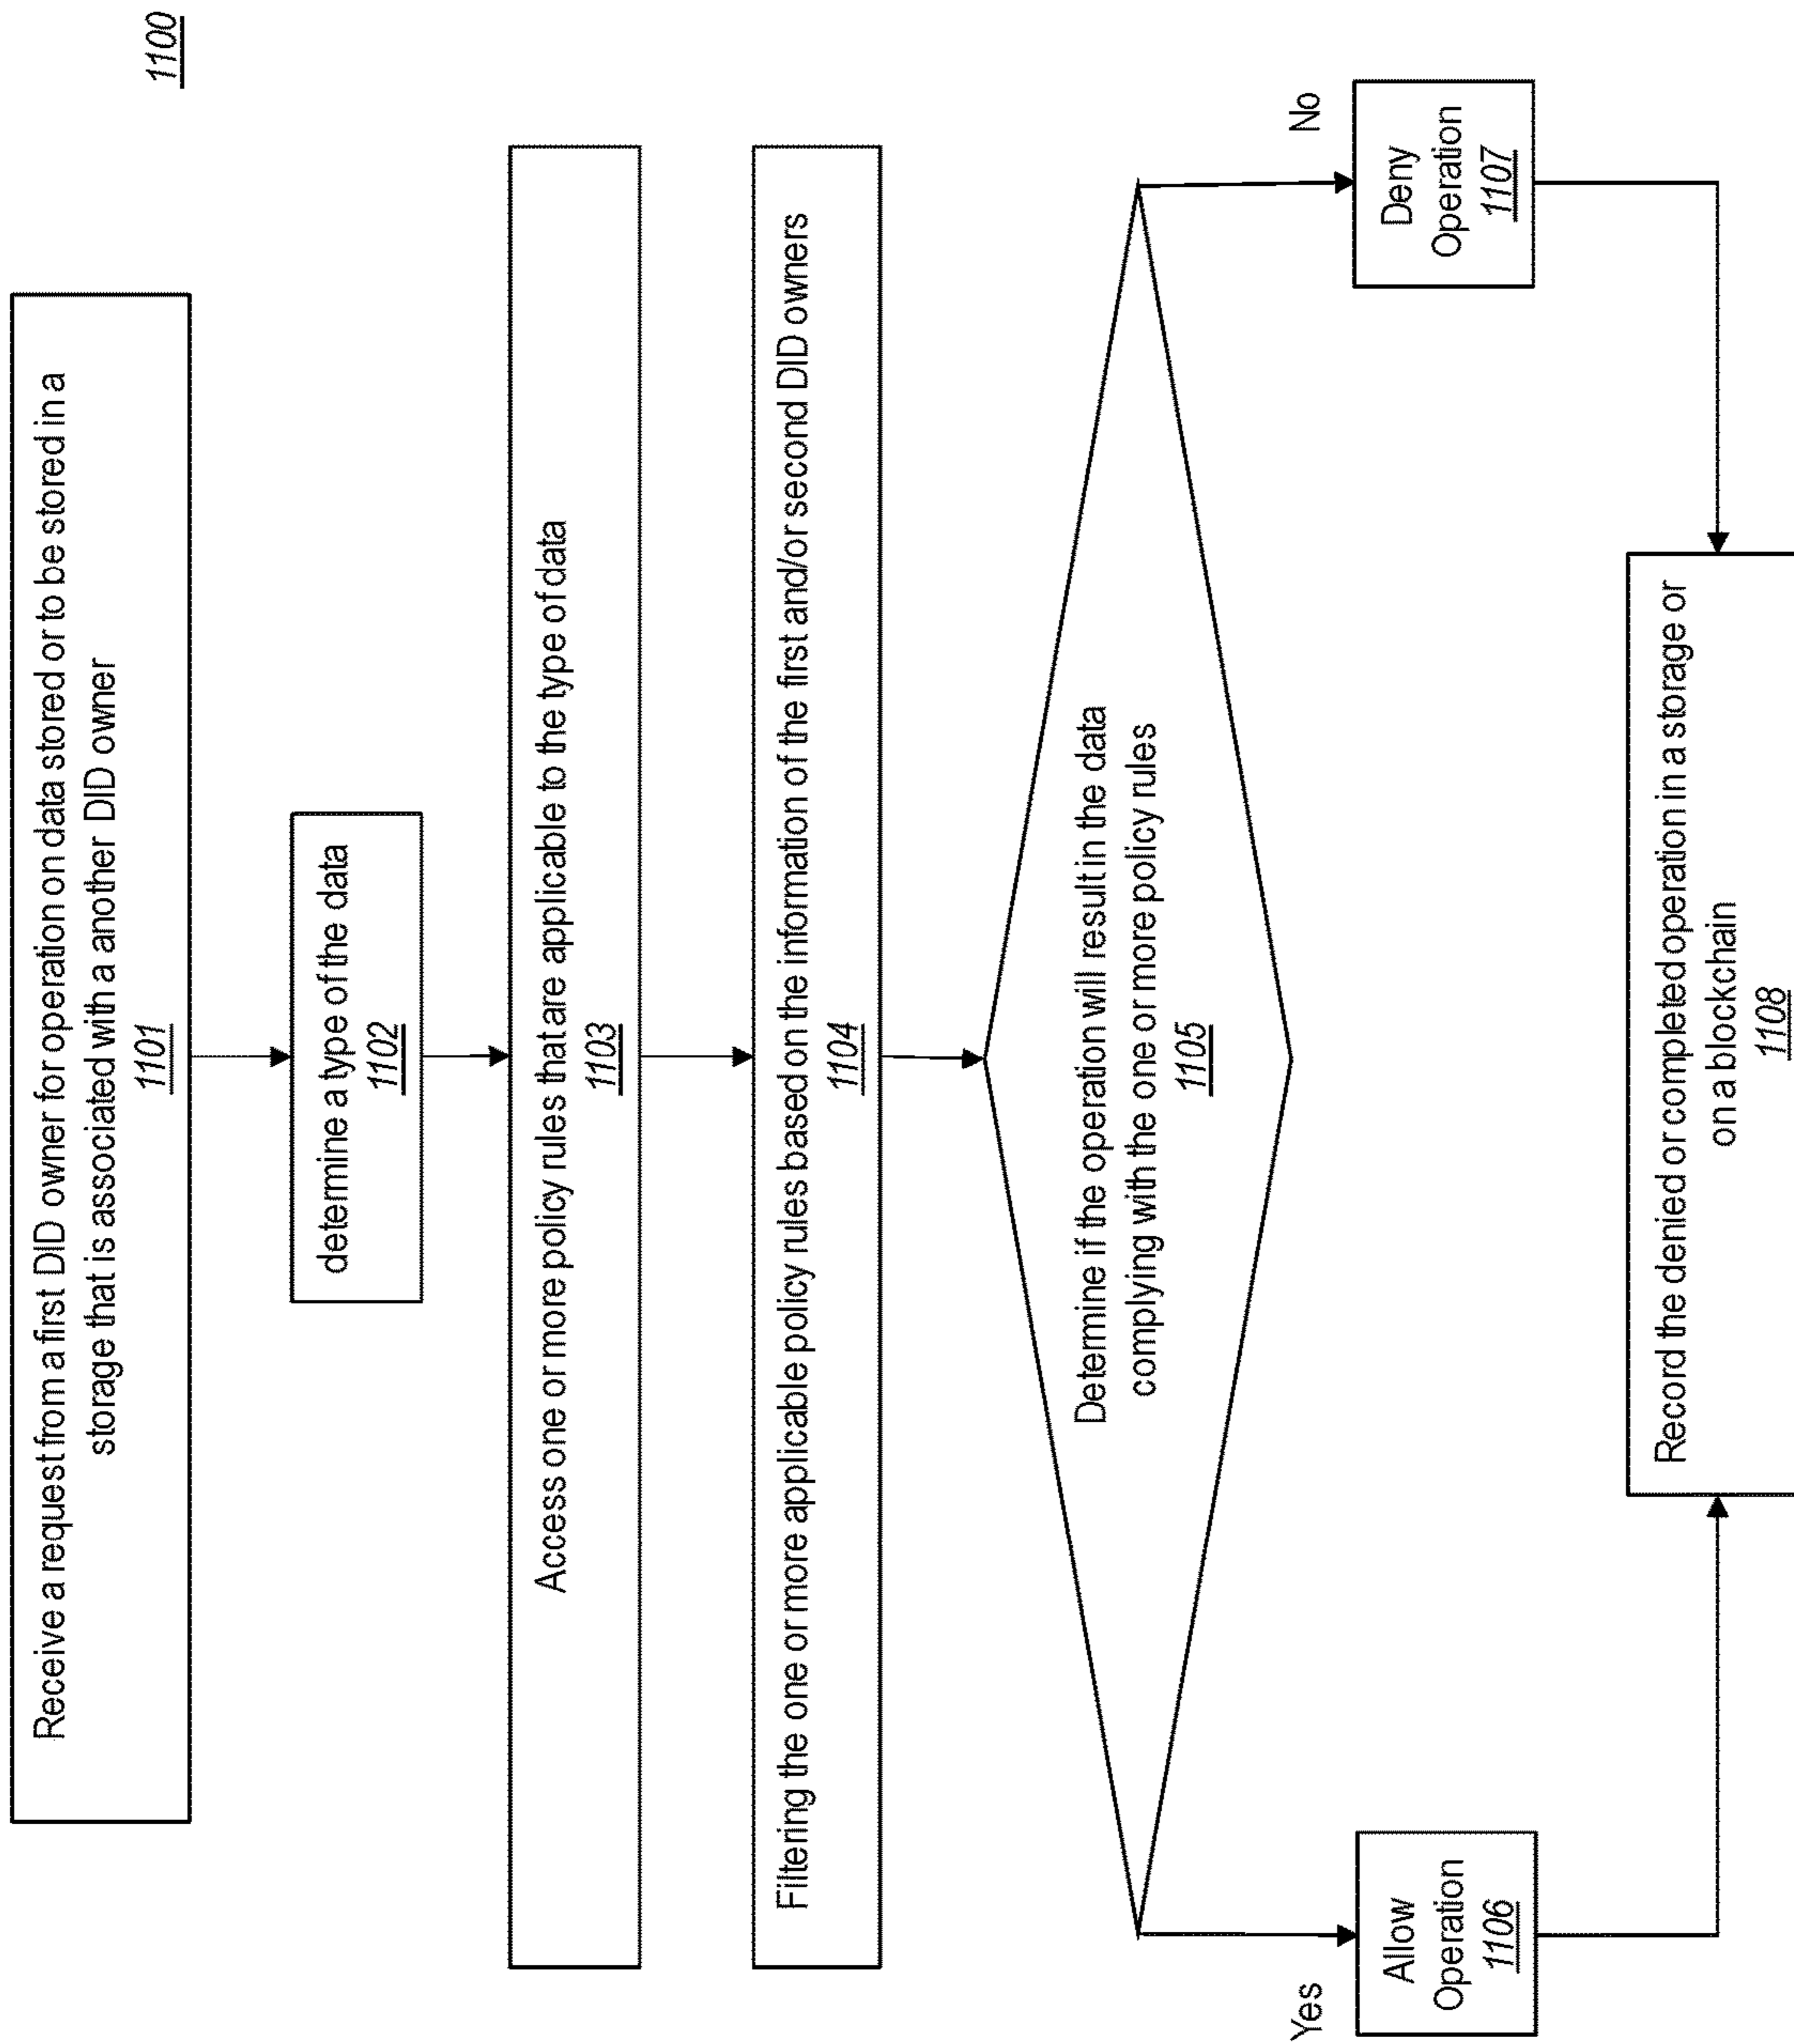 1100
Receive a request from a first DID owner for operation on data stored or to be stored in a
storage that is associated with a another DID owner
1101
determine a type of the data
1102
Access one or more policy rules that are applicable to the type of data
1103
Filtering the one or more applicable policy rules based on the information of the first and/or second DID owners
1104
Determine if the operation will result in the data
complying with the one or more policy rules
1105
Yes
No
Allow
Operation
1106
Deny
Operation
1107
Record the denied or completed operation in a storage or
on a blockchain
1108